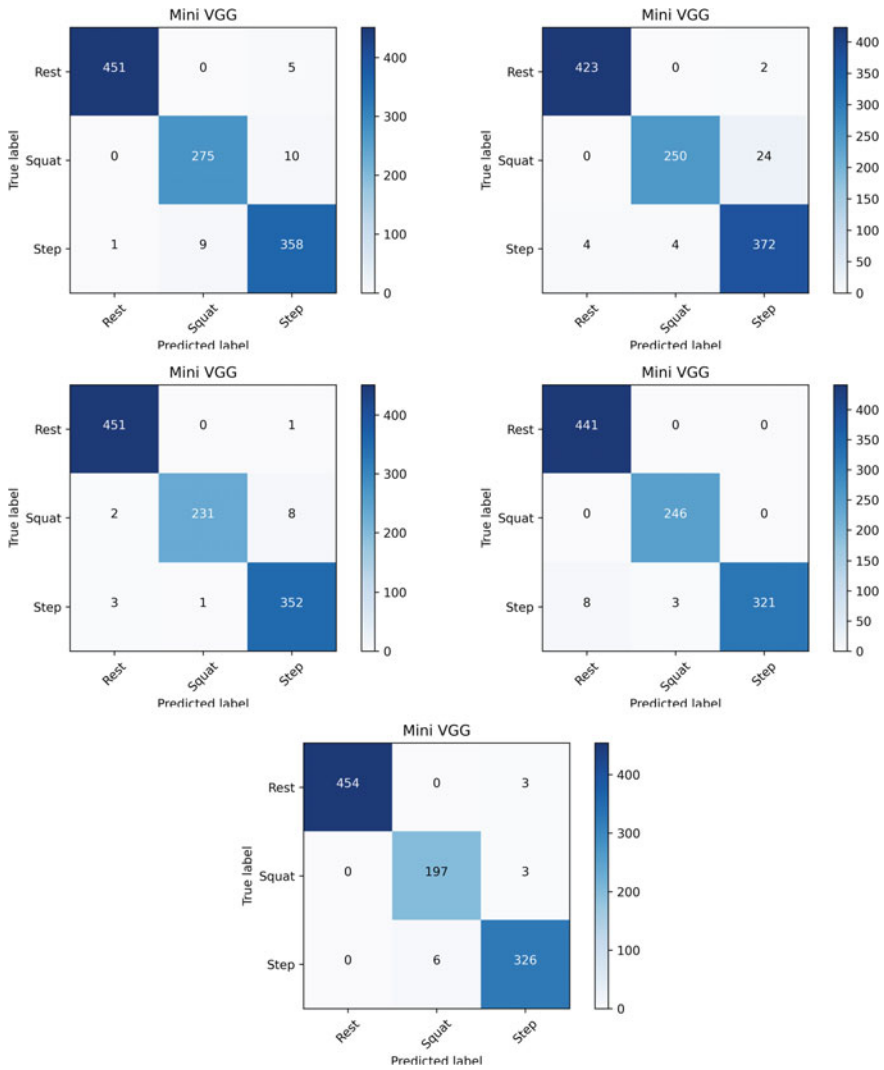 Mini VGG
Rest 451 0 5
Squat 0 275 10
Step 1 9 358
True label
Rest Squat Step
Predicted label
400
300
200
100
0
Mini VGG
Rest 423 0 2
Squat 0 250 24
Step 4 4 372
True label
Rest Squat Step
Predicted label
400
350
300
250
200
150
100
50
0
Mini VGG
Rest 451 0 1
Squat 2 231 8
Step 3 1 352
True label
Rest Squat Step
Predicted label
400
300
200
100
0
Mini VGG
Rest 441 0 0
Squat 0 246 0
Step 8 3 321
True label
Rest Squat Step
Predicted label
400
350
300
250
200
150
100
50
0
Mini VGG
Rest 454 0 3
Squat 0 197 3
Step 0 6 326
True label
Rest Squat Step
Predicted label
400
300
200
100
0